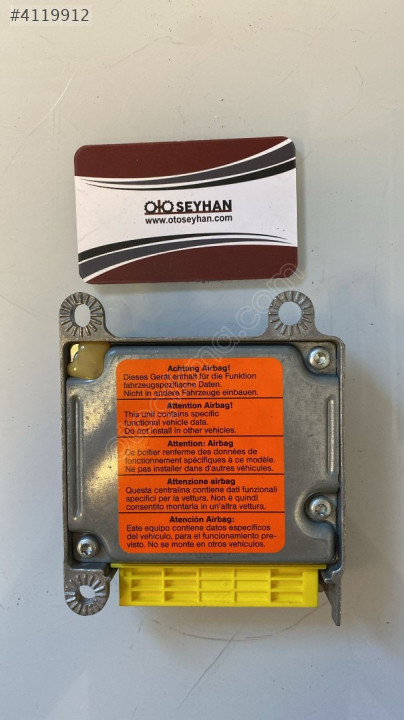 #4119912
OTO SEYHAN
www.otoseyhan.com
Achtung Airbag!
Dieses Gerät enthält für die Funktion
fahrzeugspezifische Daten.
Nicht in andere Fahrzeuge einbauen.
Attention Airbag!
This unit contains specific
functional vehicle data.
Do not install in other vehicles.
Attention: Airbag
Ce boîtier renferme des données de
fonctionnement spécifiques à ce modèle.
Ne pas installer dans d'autres véhicules.
Attenzione airbag
Questa centralina contiene dati funzionali
specifici per la vettura. Non è quindi
consentito montarla in un'altra vettura.
Atención Airbag:
Este equipo contiene datos específicos
del vehículo, para el funcionamiento pre-
visto. No se monte en otros vehículos.